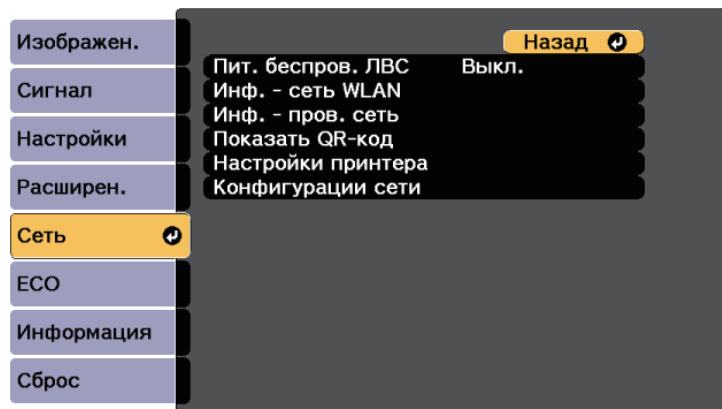 Изображен.
Сигнал
Настройки
Расширен.
Сеть
ECO
Информация
Сброс
Назад
Пит. беспров. ЛВС Выкл.
Инф. - сеть WLAN
Инф. - пров. сеть
Показать QR-код
Настройки принтера
Конфигурации сети